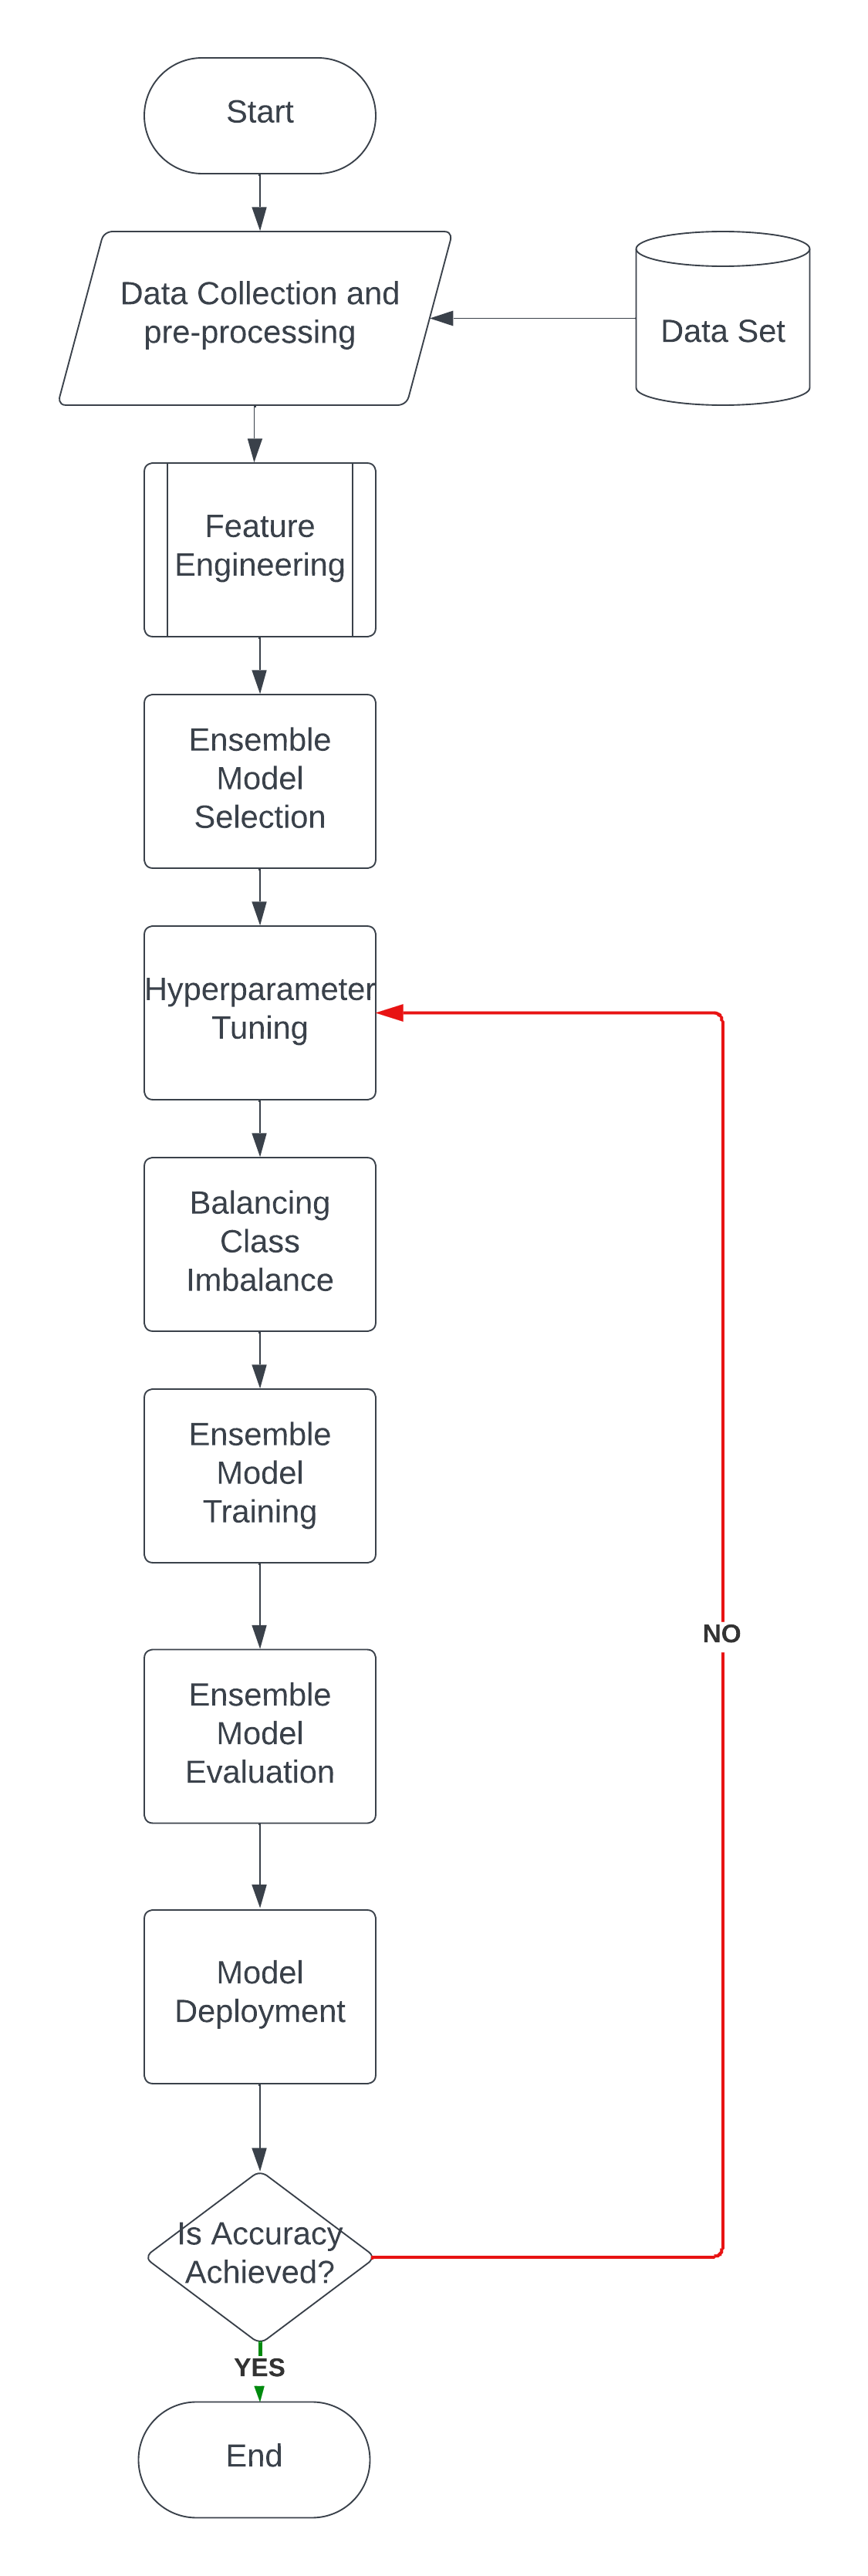 Start
Data Collection and
pre-processing
Data Set
Feature
Engineering
Ensemble
Model
Selection
Hyperparameter
Tuning
Balancing
Class
Imbalance
Ensemble
Model
Training
NO
Ensemble
Model
Evaluation
Model
Deployment
Is Accuracy
Achieved?
YES
End